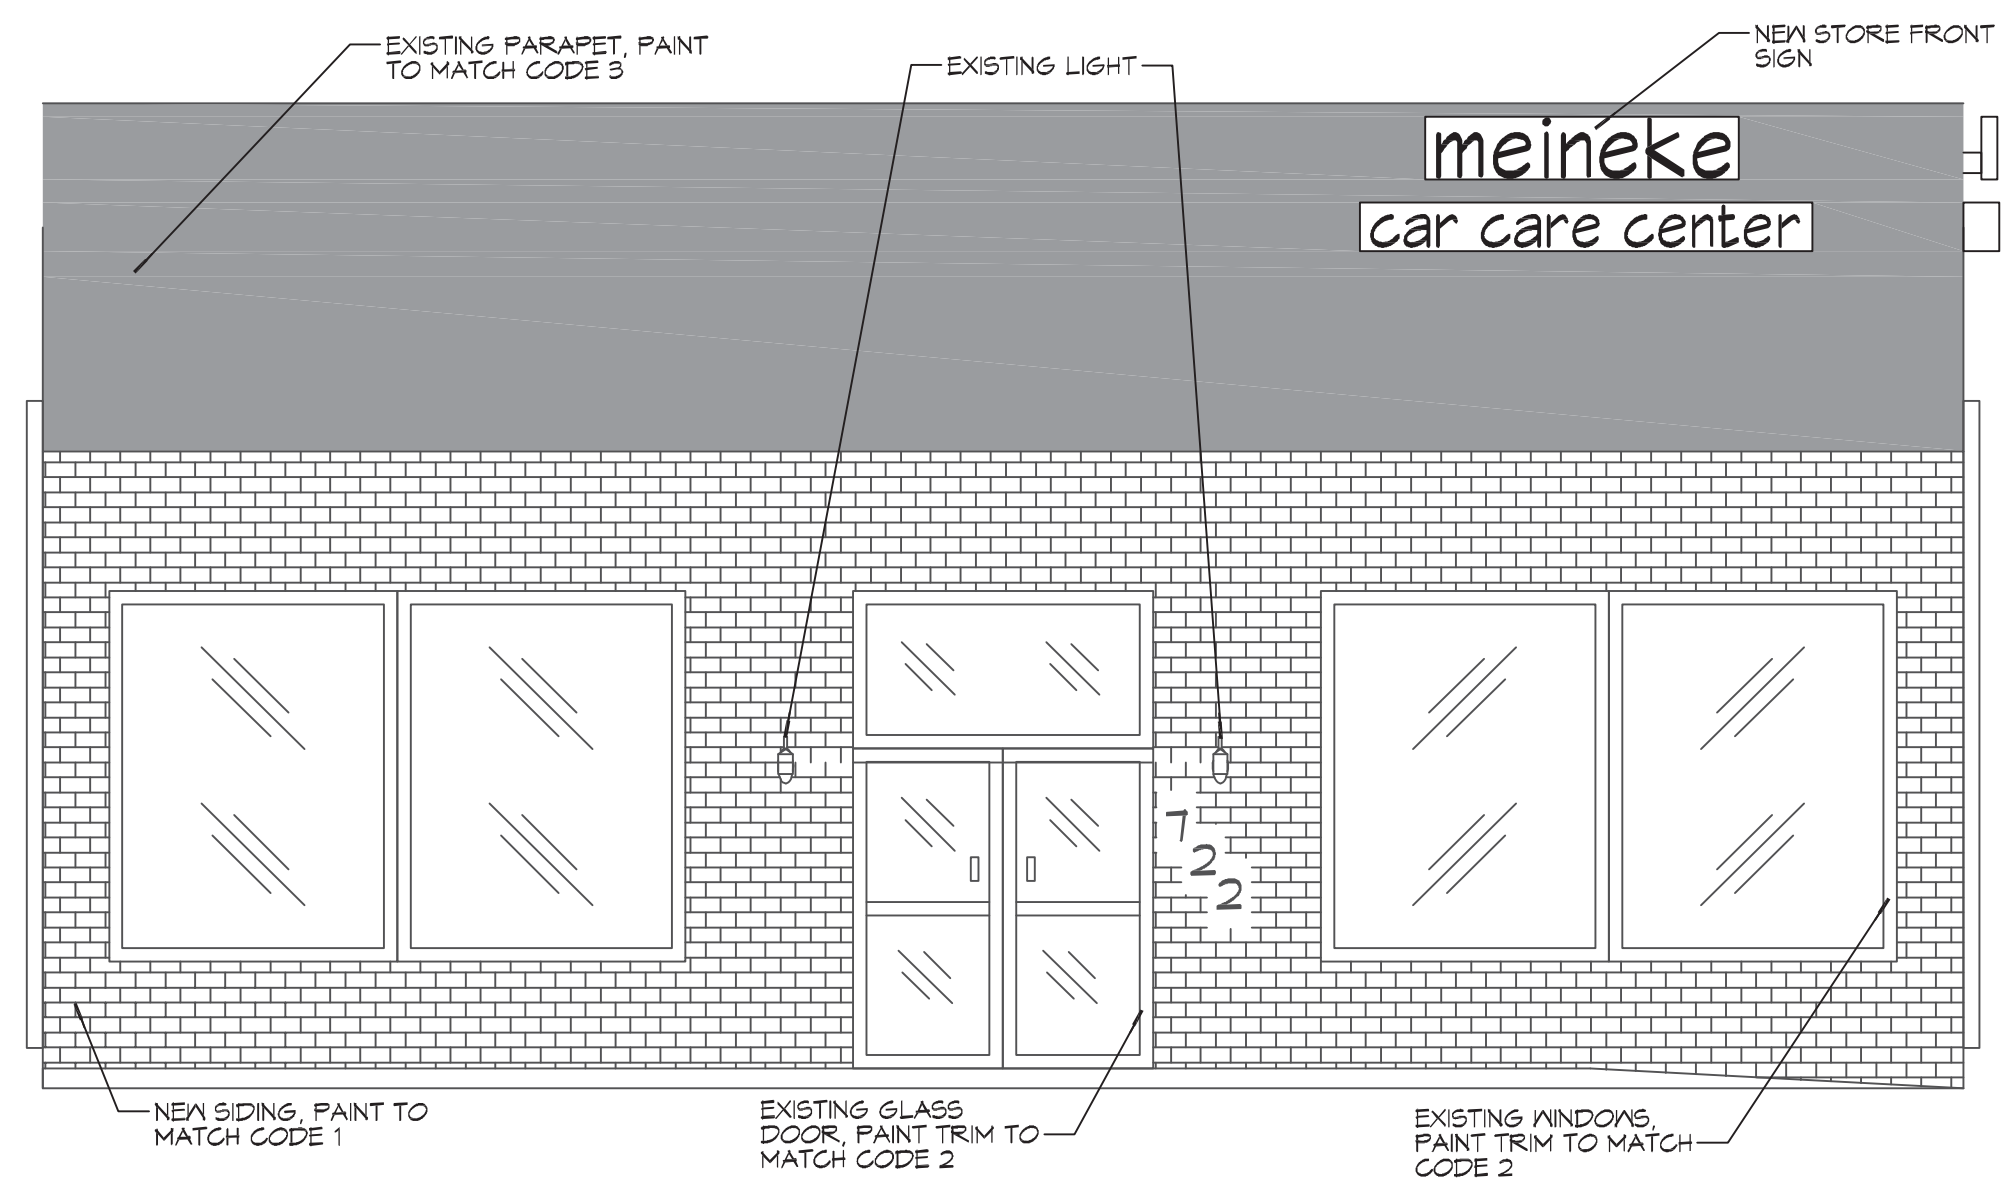 EXISTING PARAPET, PAINT
TO MATCH CODE 3
EXISTING LIGHT
NEW STORE FRONT
SIGN
meineke
car care center
7
2
2
NEW SIDING, PAINT TO
MATCH CODE 1
EXISTING GLASS
DOOR, PAINT TRIM TO
MATCH CODE 2
EXISTING WINDOWS,
PAINT TRIM TO MATCH
CODE 2